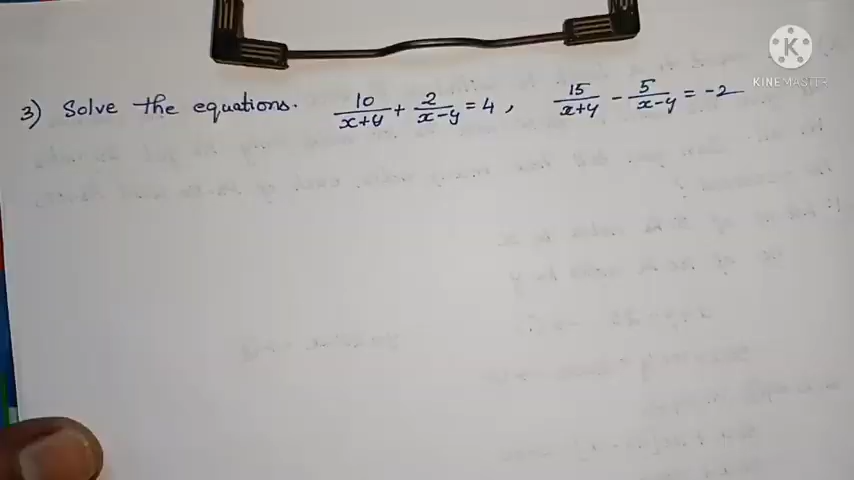 K
KINEMASTER
3) Solve the equations. 10/(x+y) + 2/(x-y) = 4, 15/(x+y) - 5/(x-y) = -2